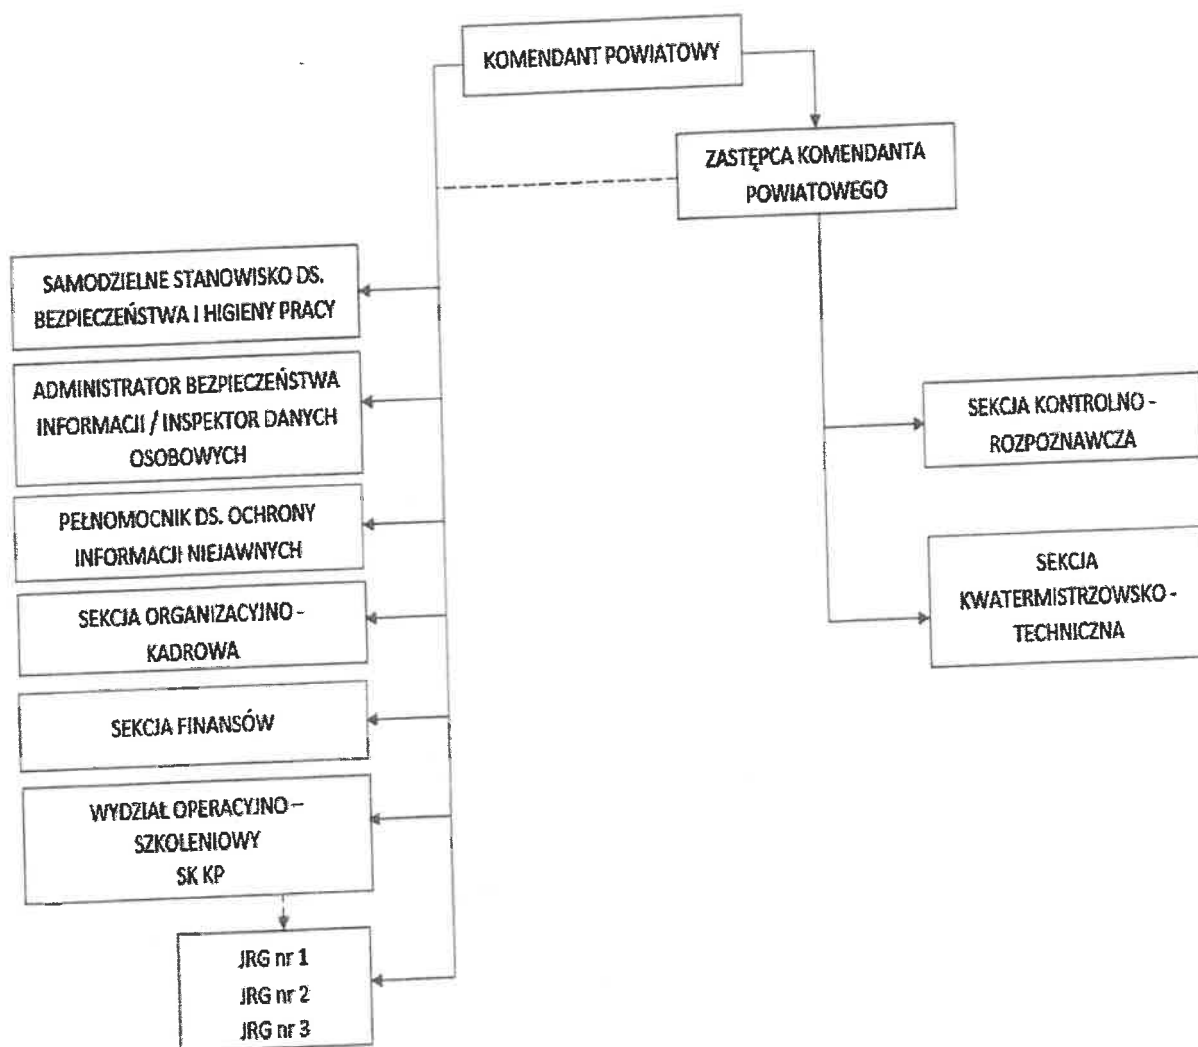 KOMENDANT POWIATOWY
ZASTĘPCA KOMENDANTA
POWIATOWEGO
SAMODZIELNE STANOWISKO DS.
BEZPIECZEŃSTWA I HIGIENY PRACY
ADMINISTRATOR BEZPIECZEŃSTWA
INFORMACJI / INSPEKTOR DANYCH
OSOBOWYCH
PEŁNOMOCNIK DS. OCHRONY
INFORMACJI NIEJAWNYCH
SEKCJA ORGANIZACYJNO -
KADROWA
SEKCJA FINANSÓW
WYDZIAŁ OPERACYJNO –
SZKOLENIOWY
SK KP
JRG nr 1
JRG nr 2
JRG nr 3
SEKCJA KONTROLNO -
ROZPOZNAWCZA
SEKCJA
KWATERMISTRZOWSKO -
TECHNICZNA